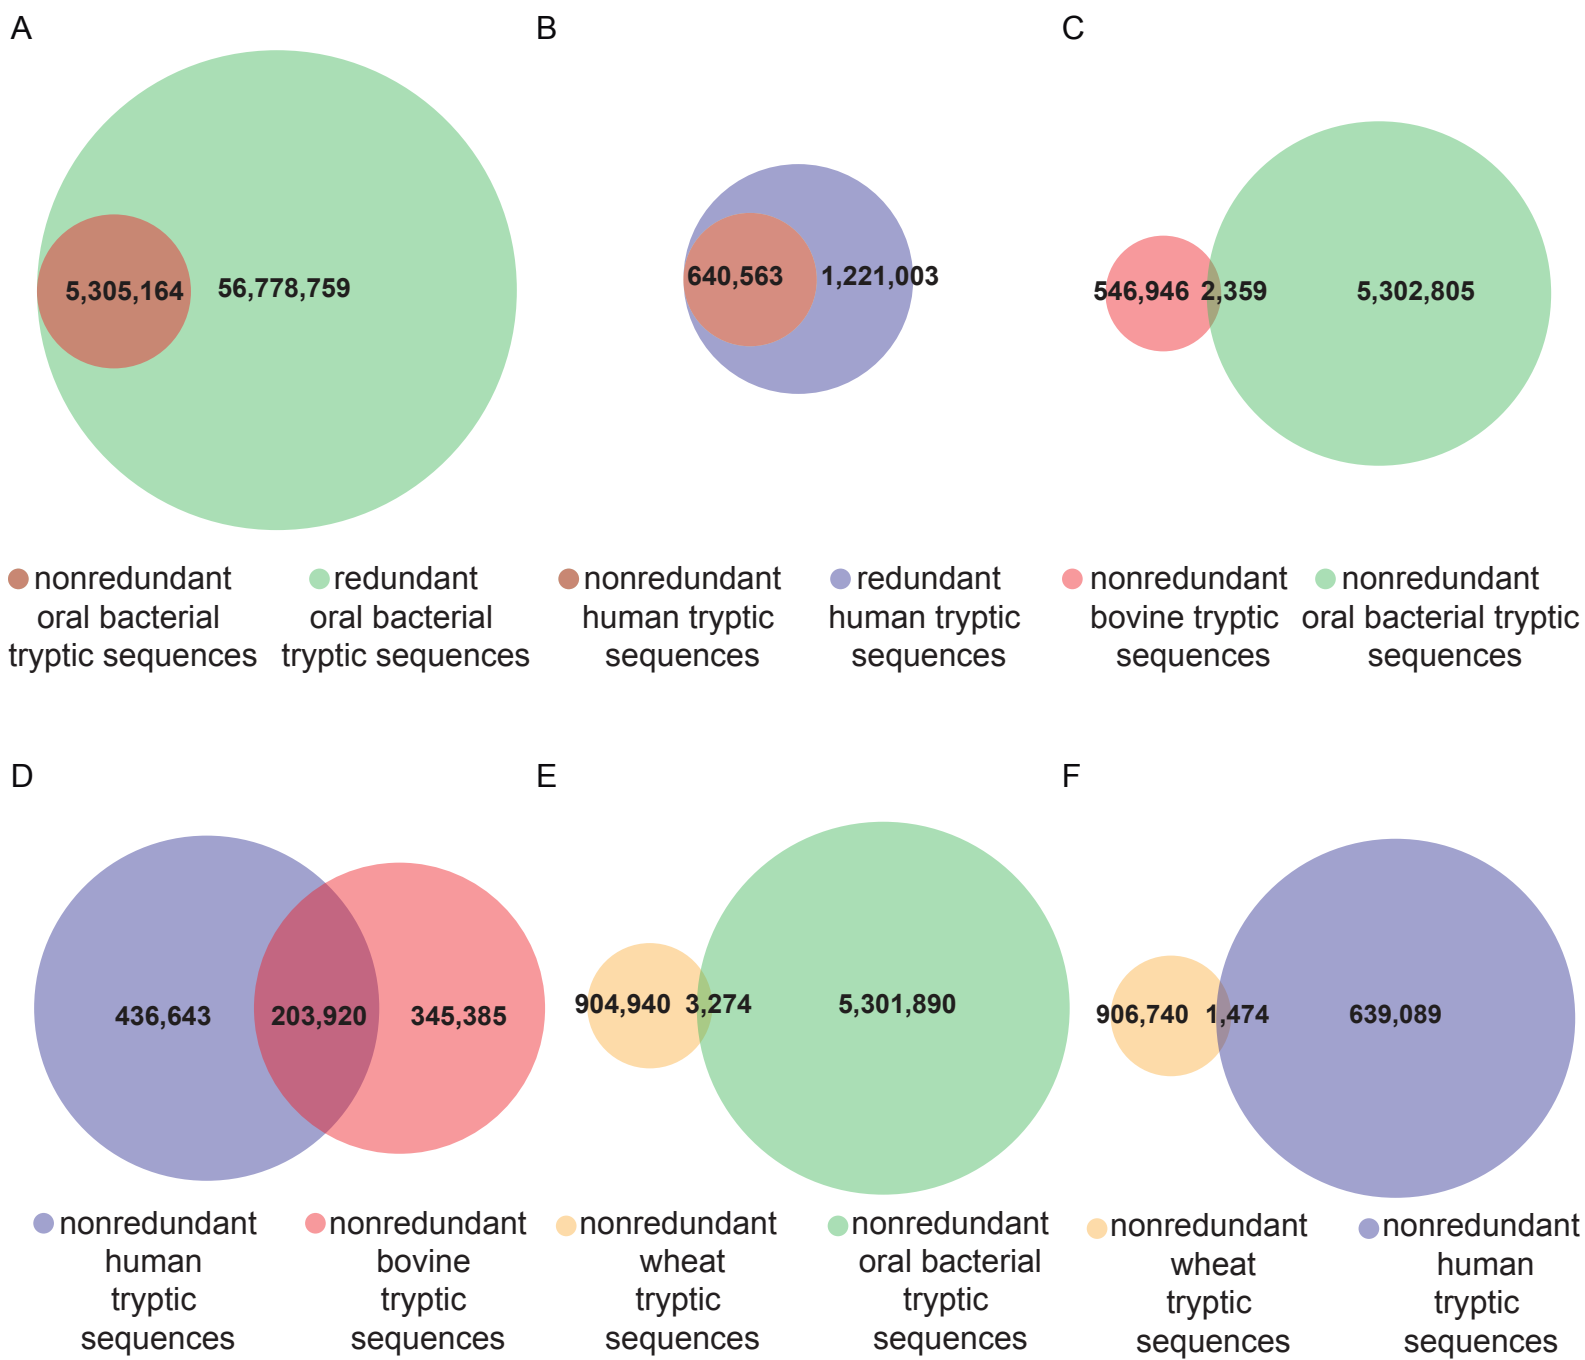 A
B
C
5,305,164
56,778,759
640,563
1,221,003
546,946
2,359
5,302,805
nonredundant
oral bacterial
tryptic sequences
redundant
oral bacterial
tryptic sequences
nonredundant
human tryptic
sequences
redundant
human tryptic
sequences
nonredundant
bovine tryptic
sequences
nonredundant
oral bacterial tryptic
sequences
D
E
F
436,643
203,920
345,385
904,940
3,274
5,301,890
906,740
1,474
639,089
nonredundant
human
tryptic
sequences
nonredundant
bovine
tryptic
sequences
nonredundant
wheat
tryptic
sequences
nonredundant
oral bacterial
tryptic
sequences
nonredundant
wheat
tryptic
sequences
nonredundant
human
tryptic
sequences